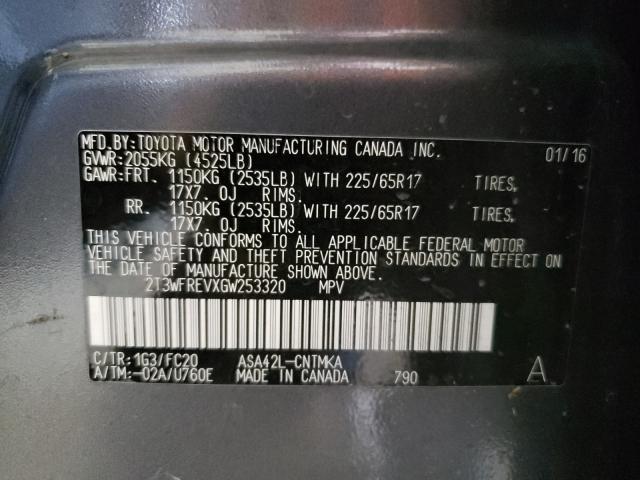 MFD.BY:TOYOTA MOTOR MANUFACTURING CANADA INC. 01/16
GVWR:2055KG (4525LB)
GAWR:FRT. 1150KG (2535LB) WITH 225/65R17 TIRES,
17X7. 0J RIMS.
RR. 1150KG (2535LB) WITH 225/65R17 TIRES,
17X7. 0J RIMS.
THIS VEHICLE CONFORMS TO ALL APPLICABLE FEDERAL MOTOR
VEHICLE SAFETY AND THEFT PREVENTION STANDARDS IN EFFECT ON
THE DATE OF MANUFACTURE SHOWN ABOVE.
2T3WFREVXGW253320 MPV
C/TR:1G3/FC20 ASA42L-CNTMKA
A/TM:-02A/U760E MADE IN CANADA 790 A